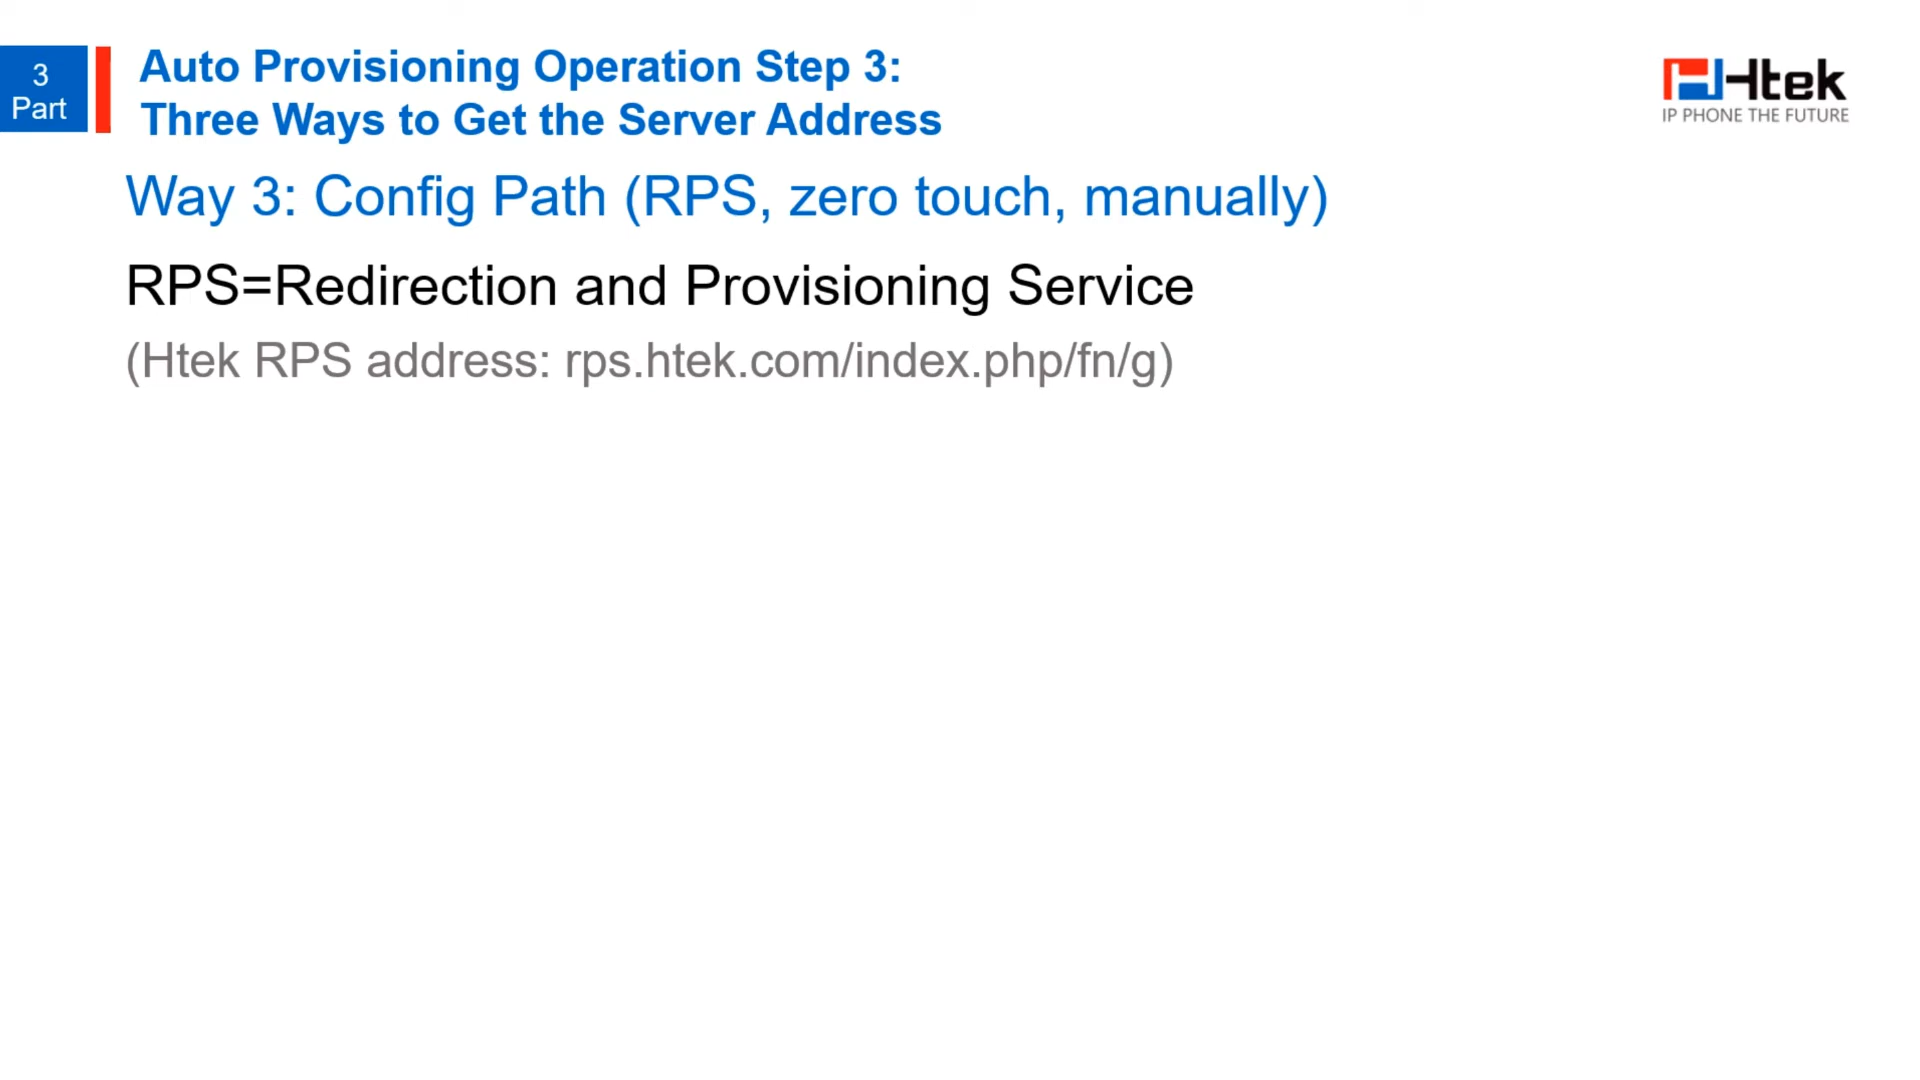 3
Part
Auto Provisioning Operation Step 3:
Three Ways to Get the Server Address
Htek
IP PHONE THE FUTURE
Way 3: Config Path (RPS, zero touch, manually)
RPS=Redirection and Provisioning Service
(Htek RPS address: rps.htek.com/index.php/fn/g)